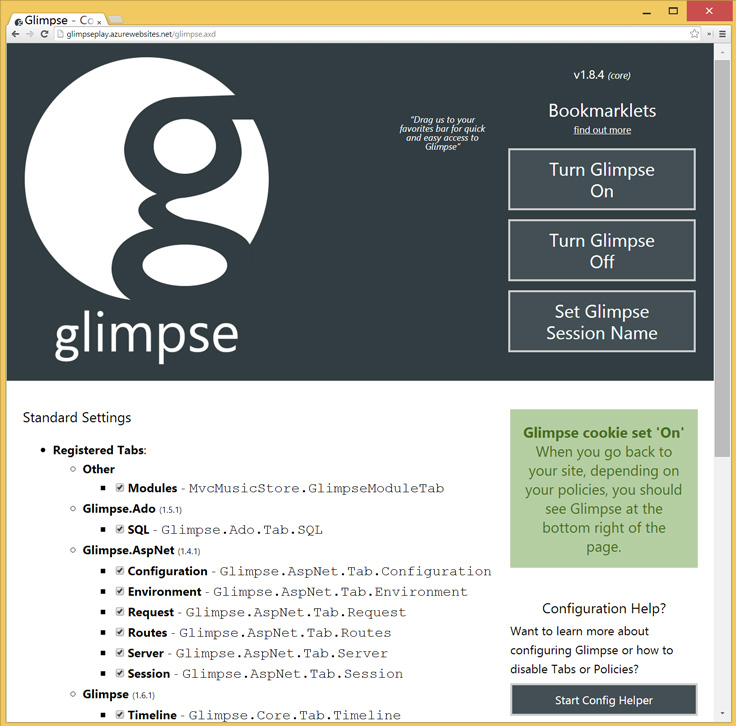 Glimpse - Co
glimpseplay.azurewebsites.net/glimpse.axd
g
glimpse
"Drag us to your
favorites bar for quick
and easy access to
Glimpse"
v1.8.4 (core)
Bookmarklets
find out more
Turn Glimpse
On
Turn Glimpse
Off
Set Glimpse
Session Name
Standard Settings
Registered Tabs:
Other
Modules - MvcMusicStore.GlimpseModuleTab
Glimpse.Ado (1.5.1)
SQL - Glimpse.Ado.Tab.SQL
Glimpse.AspNet (1.4.1)
Configuration - Glimpse.AspNet.Tab.Configuration
Environment - Glimpse.AspNet.Tab.Environment
Request - Glimpse.AspNet.Tab.Request
Routes - Glimpse.AspNet.Tab.Routes
Server - Glimpse.AspNet.Tab.Server
Session - Glimpse.AspNet.Tab.Session
Glimpse (1.6.1)
Timeline - Glimpse.Core.Tab.Timeline
Glimpse cookie set 'On'
When you go back to
your site, depending on
your policies, you should
see Glimpse at the
bottom right of the
page.
Configuration Help?
Want to learn more about
configuring Glimpse or how to
disable Tabs or Policies?
Start Config Helper